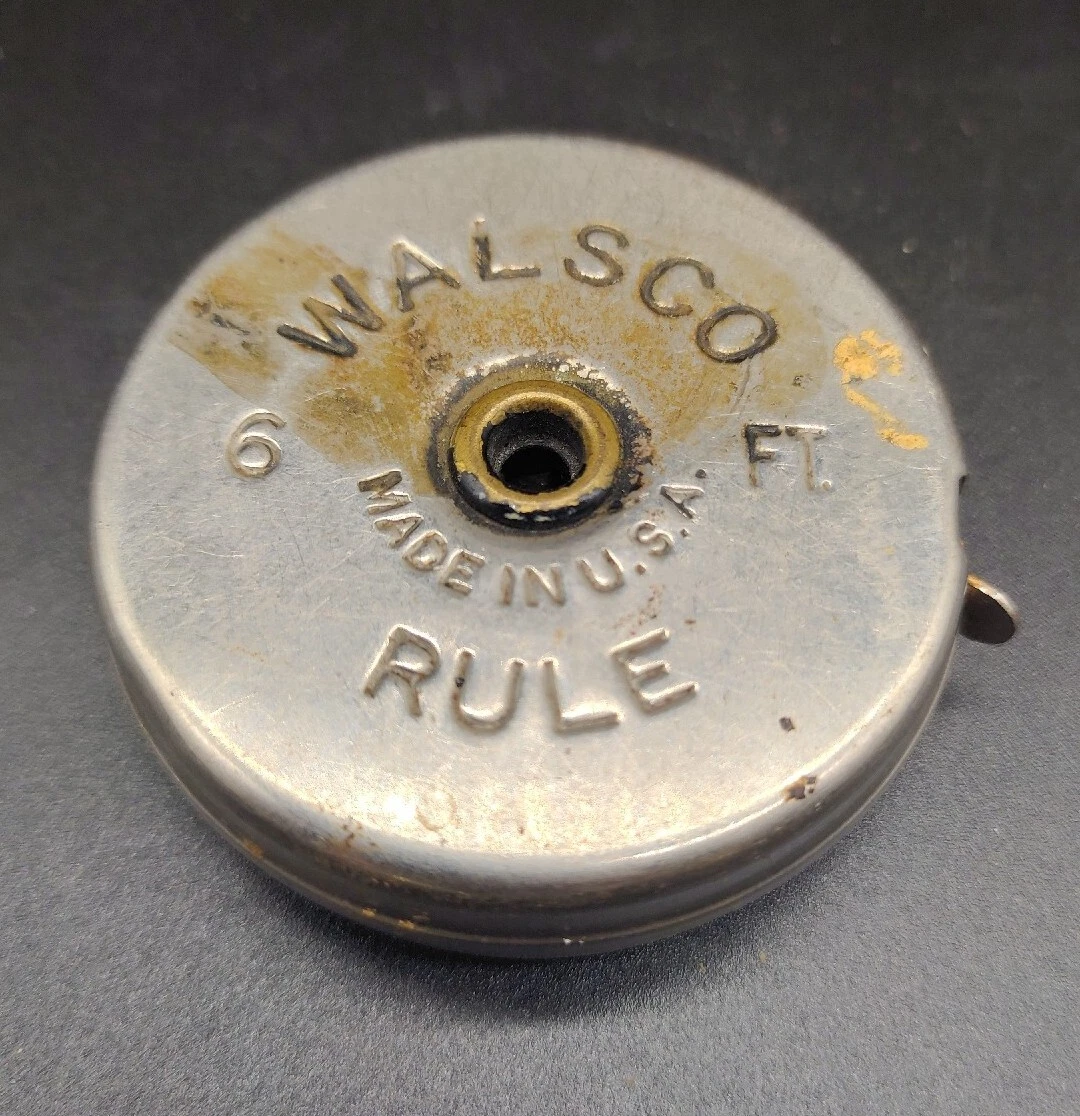 WALSCO
6 FT.
MADE IN U.S.A.
RULE